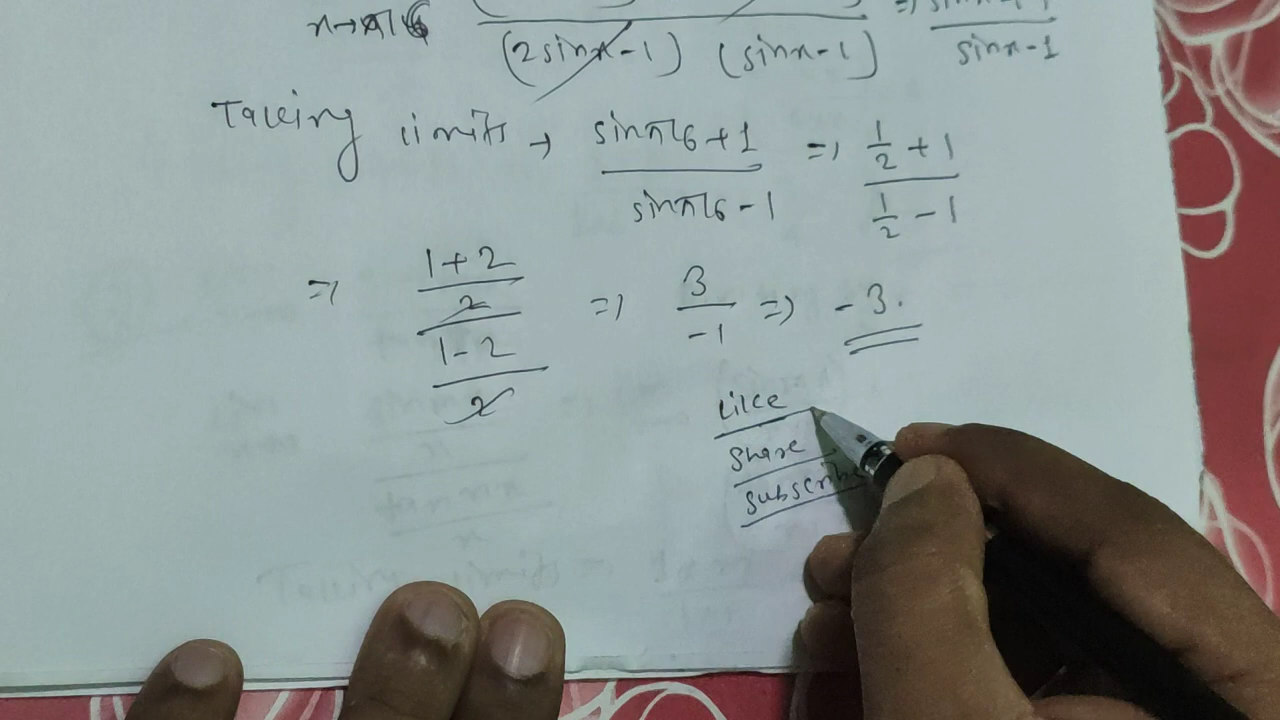 x→π/6 (2sinx-1) (sinx-1) sinx-1
Taking limits → sinπ/6+1 / sinπ/6-1 => 1/2 + 1 / 1/2 - 1
=> 1+2 / 2 / 1-2 / 2 => 3 / -1 => -3.
Like
Share
Subscribe